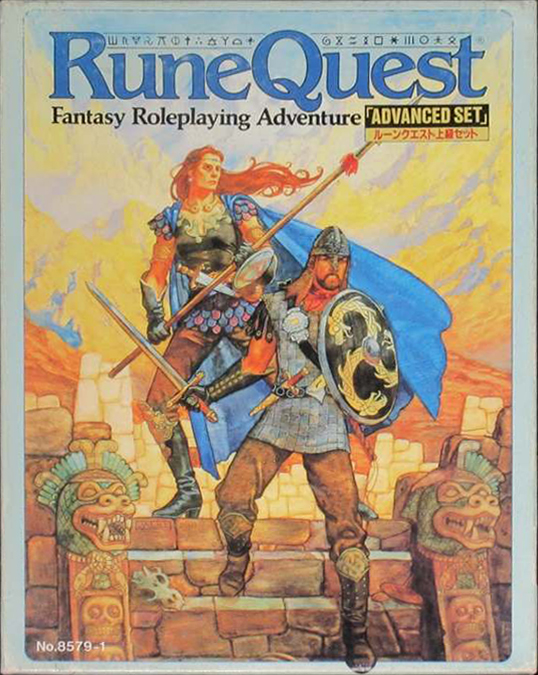 RuneQuest
Fantasy Roleplaying Adventure 「ADVANCED SET」
ルーンクエスト上級セット
No.8579-1